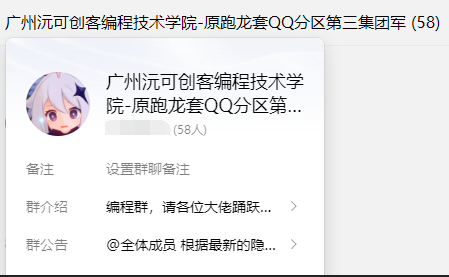 广州沅可创客编程技术学院-原跑龙套QQ分区第三集团军 (58)
广州沅可创客编程技术学
院-原跑龙套QQ分区第...
(58人)
备注 设置群聊备注
群介绍 编程群，请各位大佬踊跃...
群公告 @全体成员 根据最新的隐...